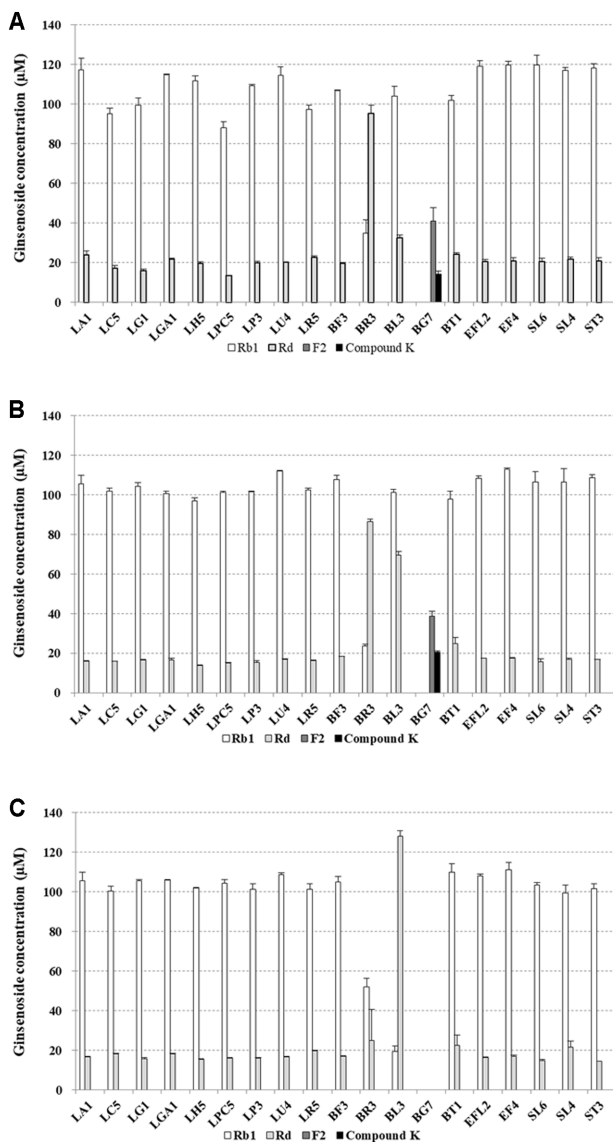 A
Ginsenoside concentration (µM)
140
120
100
80
60
40
20
0
LA1 LC5 LG1 LGA1 LH5 LPC5 LP3 LU4 LR5 BF3 BR3 BL3 BG7 BT1 EFL2 EF4 SL6 SL4 ST3
Rb1 Rd F2 Compound K
B
Ginsenoside concentration (µM)
140
120
100
80
60
40
20
0
LA1 LC5 LG1 LGA1 LH5 LPC5 LP3 LU4 LR5 BF3 BR3 BL3 BG7 BT1 EFL2 EF4 SL6 SL4 ST3
Rb1 Rd F2 Compound K
C
Ginsenoside concentration (µM)
140
120
100
80
60
40
20
0
LA1 LC5 LG1 LGA1 LH5 LPC5 LP3 LU4 LR5 BF3 BR3 BL3 BG7 BT1 EFL2 EF4 SL6 SL4 ST3
Rb1 Rd F2 Compound K